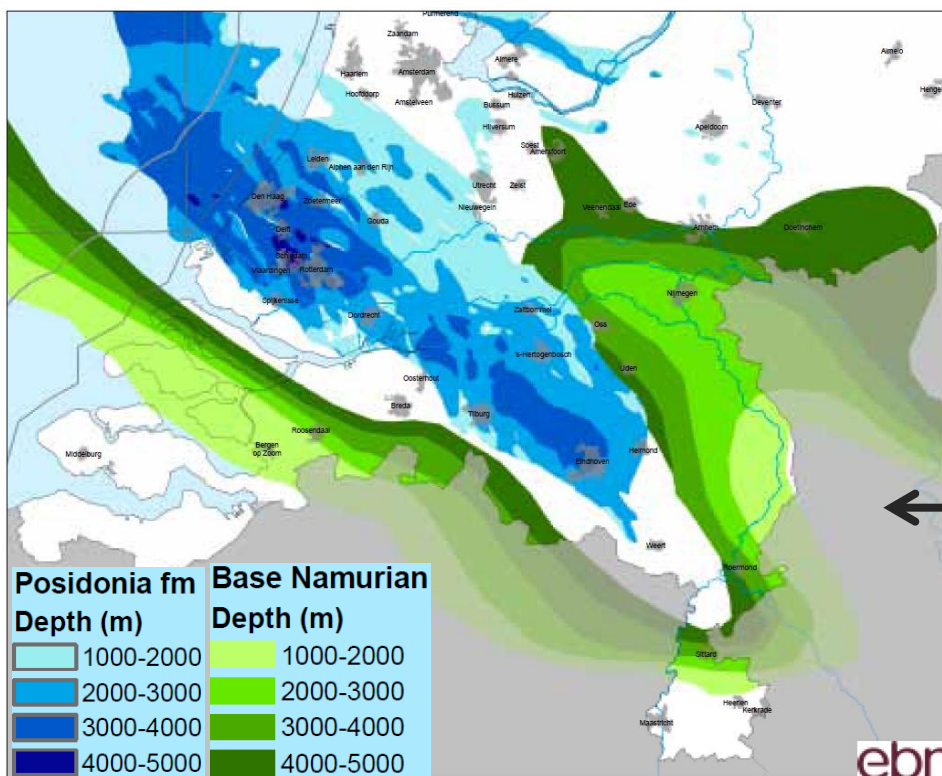 Purmerend
Zaandam
Haarlem
Amsterdam
Almere
Almelo
Hoofddorp
Amstelveen
Huizen
Bussum
Hengel
Deventer
Hilversum
Apeldoorn
Soest
Amersfoort
Leiden
Alphen aan den Rijn
Utrecht
Zeist
Den Haag
Zoetermeer
Nieuwegein
Veenendaal
Ede
Gouda
Delft
Arnhem
Doetinchem
Schiedam
Vlaardingen
Rotterdam
Nijmegen
Spijkenisse
Dordrecht
Zaltbommel
Oss
's-Hertogenbosch
Uden
Oosterhout
Breda
Tilburg
Roosendaal
Middelburg
Bergen
op Zoom
Helmond
Eindhoven
Weert
Roermond
Sittard
Heerlen
Kerkrade
Maastricht
Posidonia fm
Depth (m)
1000-2000
2000-3000
3000-4000
4000-5000
Base Namurian
Depth (m)
1000-2000
2000-3000
3000-4000
4000-5000
ebn